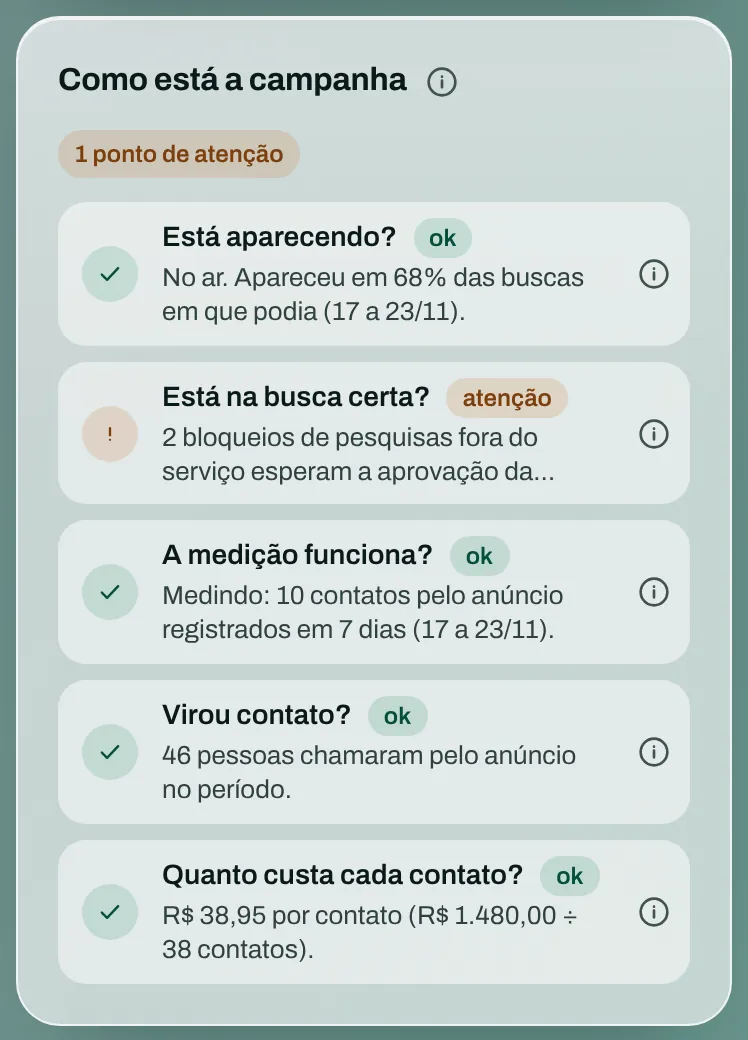 Como está a campanha
1 ponto de atenção
Está aparecendo? ok
No ar. Apareceu em 68% das buscas
em que podia (17 a 23/11).
!
Está na busca certa? atenção
2 bloqueios de pesquisas fora do
serviço esperam a aprovação da...
A medição funciona? ok
Medindo: 10 contatos pelo anúncio
registrados em 7 dias (17 a 23/11).
Virou contato? ok
46 pessoas chamaram pelo anúncio
no período.
Quanto custa cada contato? ok
R$ 38,95 por contato (R$ 1.480,00 ÷
38 contatos).